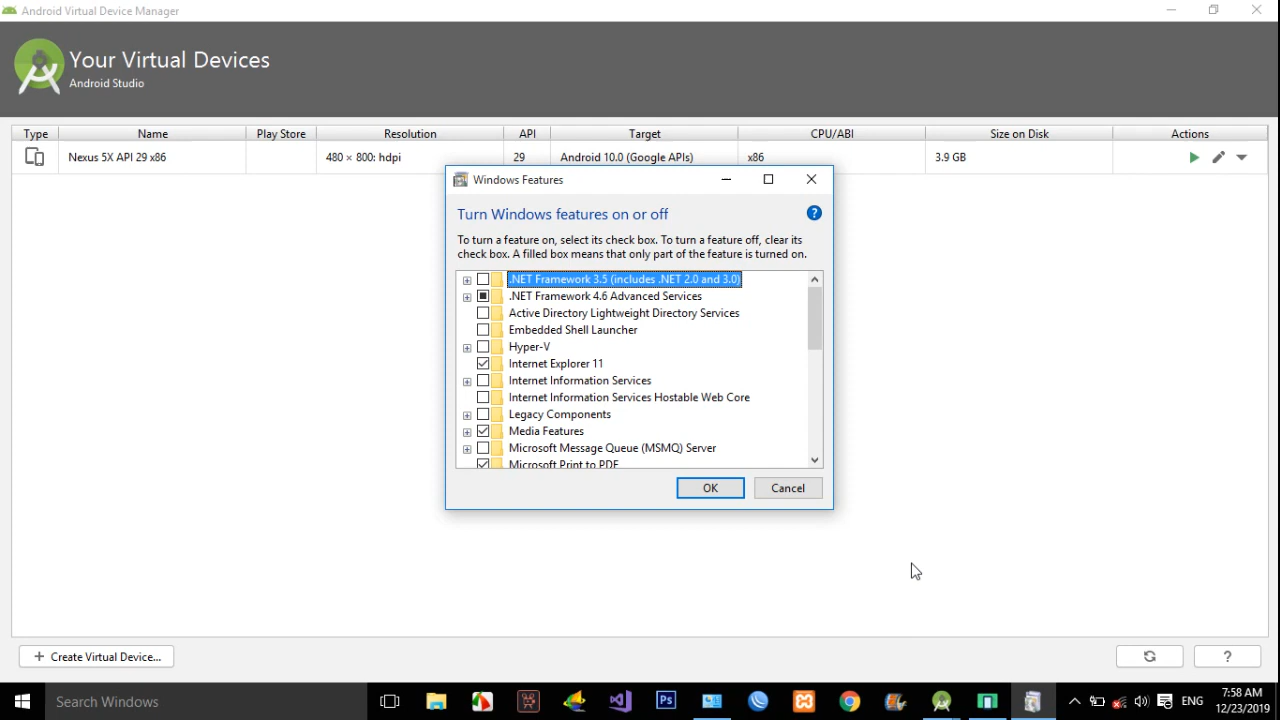 Android Virtual Device Manager
Your Virtual Devices
Android Studio
Type Name Play Store Resolution API Target CPU/ABI Size on Disk Actions
Nexus 5X API 29 x86 480 × 800: hdpi 29 Android 10.0 (Google APIs) x86 3.9 GB
Windows Features
Turn Windows features on or off
?
To turn a feature on, select its check box. To turn a feature off, clear its
check box. A filled box means that only part of the feature is turned on.
.NET Framework 3.5 (includes .NET 2.0 and 3.0)
.NET Framework 4.6 Advanced Services
Active Directory Lightweight Directory Services
Embedded Shell Launcher
Hyper-V
Internet Explorer 11
Internet Information Services
Internet Information Services Hostable Web Core
Legacy Components
Media Features
Microsoft Message Queue (MSMQ) Server
Microsoft Print to PDF
OK Cancel
+ Create Virtual Device... ?
Search Windows Ps ENG 7:58 AM
12/23/2019